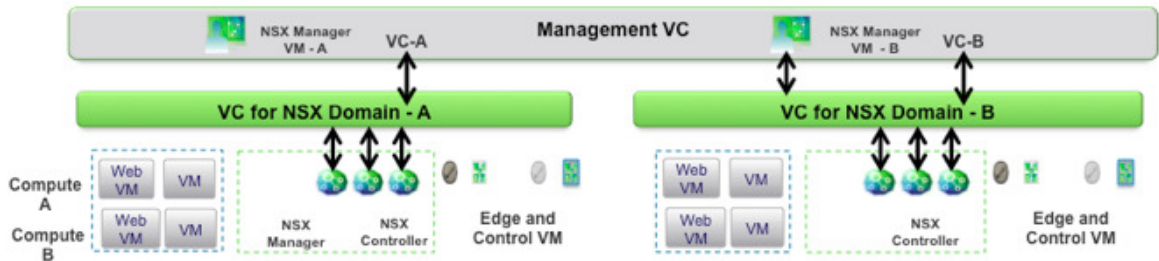 NSX Manager
VM - A
VC-A
Management VC
NSX Manager
VM - B
VC-B
VC for NSX Domain - A
VC for NSX Domain - B
Compute
A
Compute
B
Web
VM
VM
Web
VM
VM
NSX
Manager
NSX
Controller
Edge and
Control VM
Web
VM
VM
Web
VM
VM
NSX
Controller
Edge and
Control VM